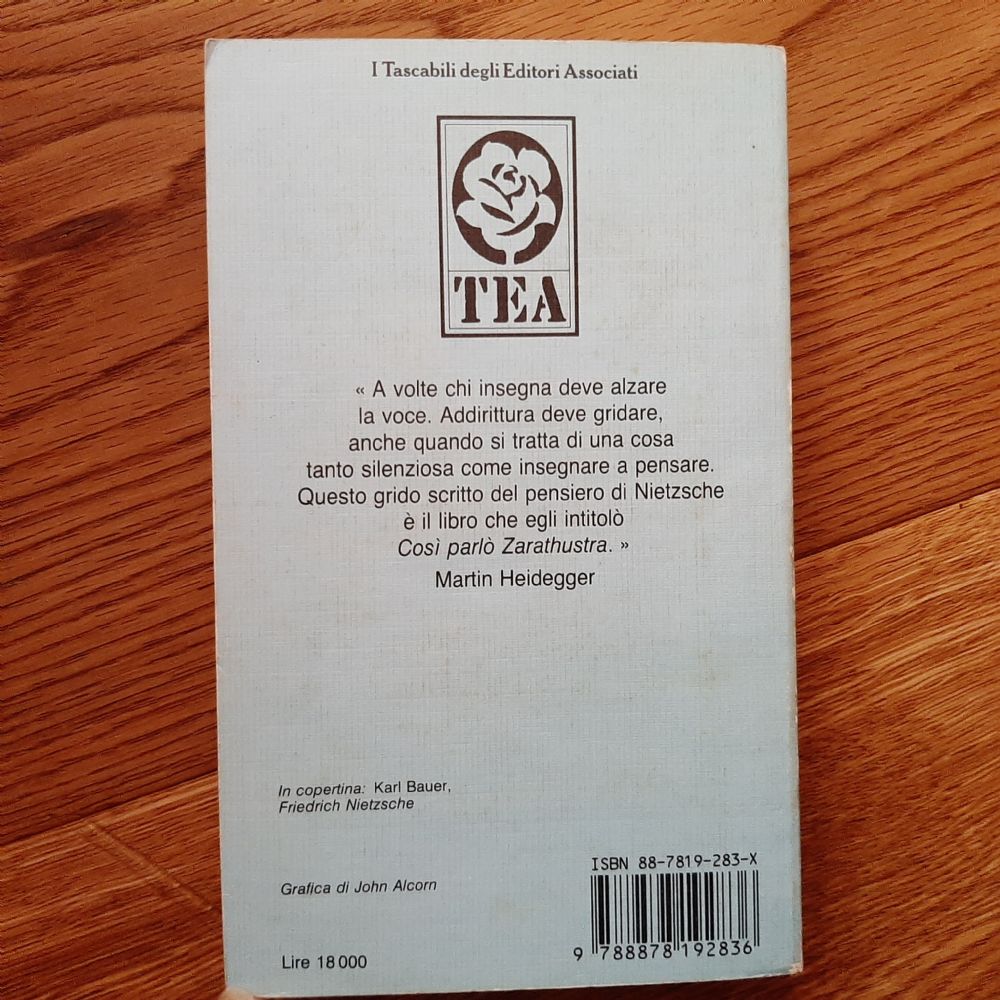 I Tascabili degli Editori Associati
TEA
« A volte chi insegna deve alzare
la voce. Addirittura deve gridare,
anche quando si tratta di una cosa
tanto silenziosa come insegnare a pensare.
Questo grido scritto del pensiero di Nietzsche
è il libro che egli intitolò
Così parlò Zarathustra. »
Martin Heidegger
In copertina: Karl Bauer,
Friedrich Nietzsche
Grafica di John Alcorn
Lire 18 000
ISBN 88-7819-283-X
9 788878 192836